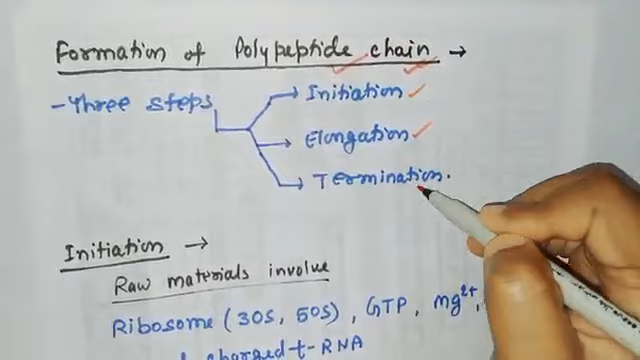 Formation of Polypeptide chain →
- Three steps → Initiation
→ Elongation
→ Termination.
Initiation →
Raw materials involve
Ribosome (30S, 50S), GTP, mg2+,
charged t-RNA